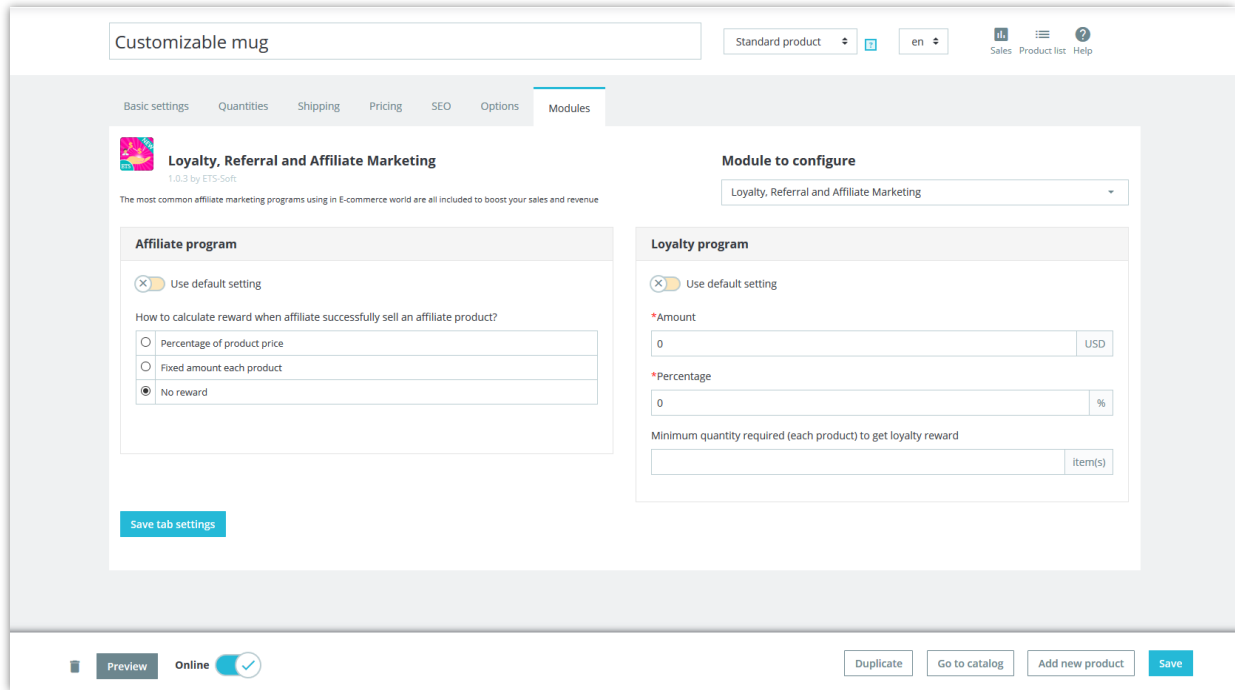 Customizable mug
Standard product
?
en
Sales Product list Help
Basic settings Quantities Shipping Pricing SEO Options Modules
NEW
ETS
Loyalty, Referral and Affiliate Marketing
1.0.3 by ETS-Soft
The most common affiliate marketing programs using in E-commerce world are all included to boost your sales and revenue
Module to configure
Loyalty, Referral and Affiliate Marketing
Affiliate program
Use default setting
How to calculate reward when affiliate successfully sell an affiliate product?
Percentage of product price
Fixed amount each product
No reward
Loyalty program
Use default setting
*Amount
0 USD
*Percentage
0 %
Minimum quantity required (each product) to get loyalty reward
item(s)
Save tab settings
Preview Online Duplicate Go to catalog Add new product Save